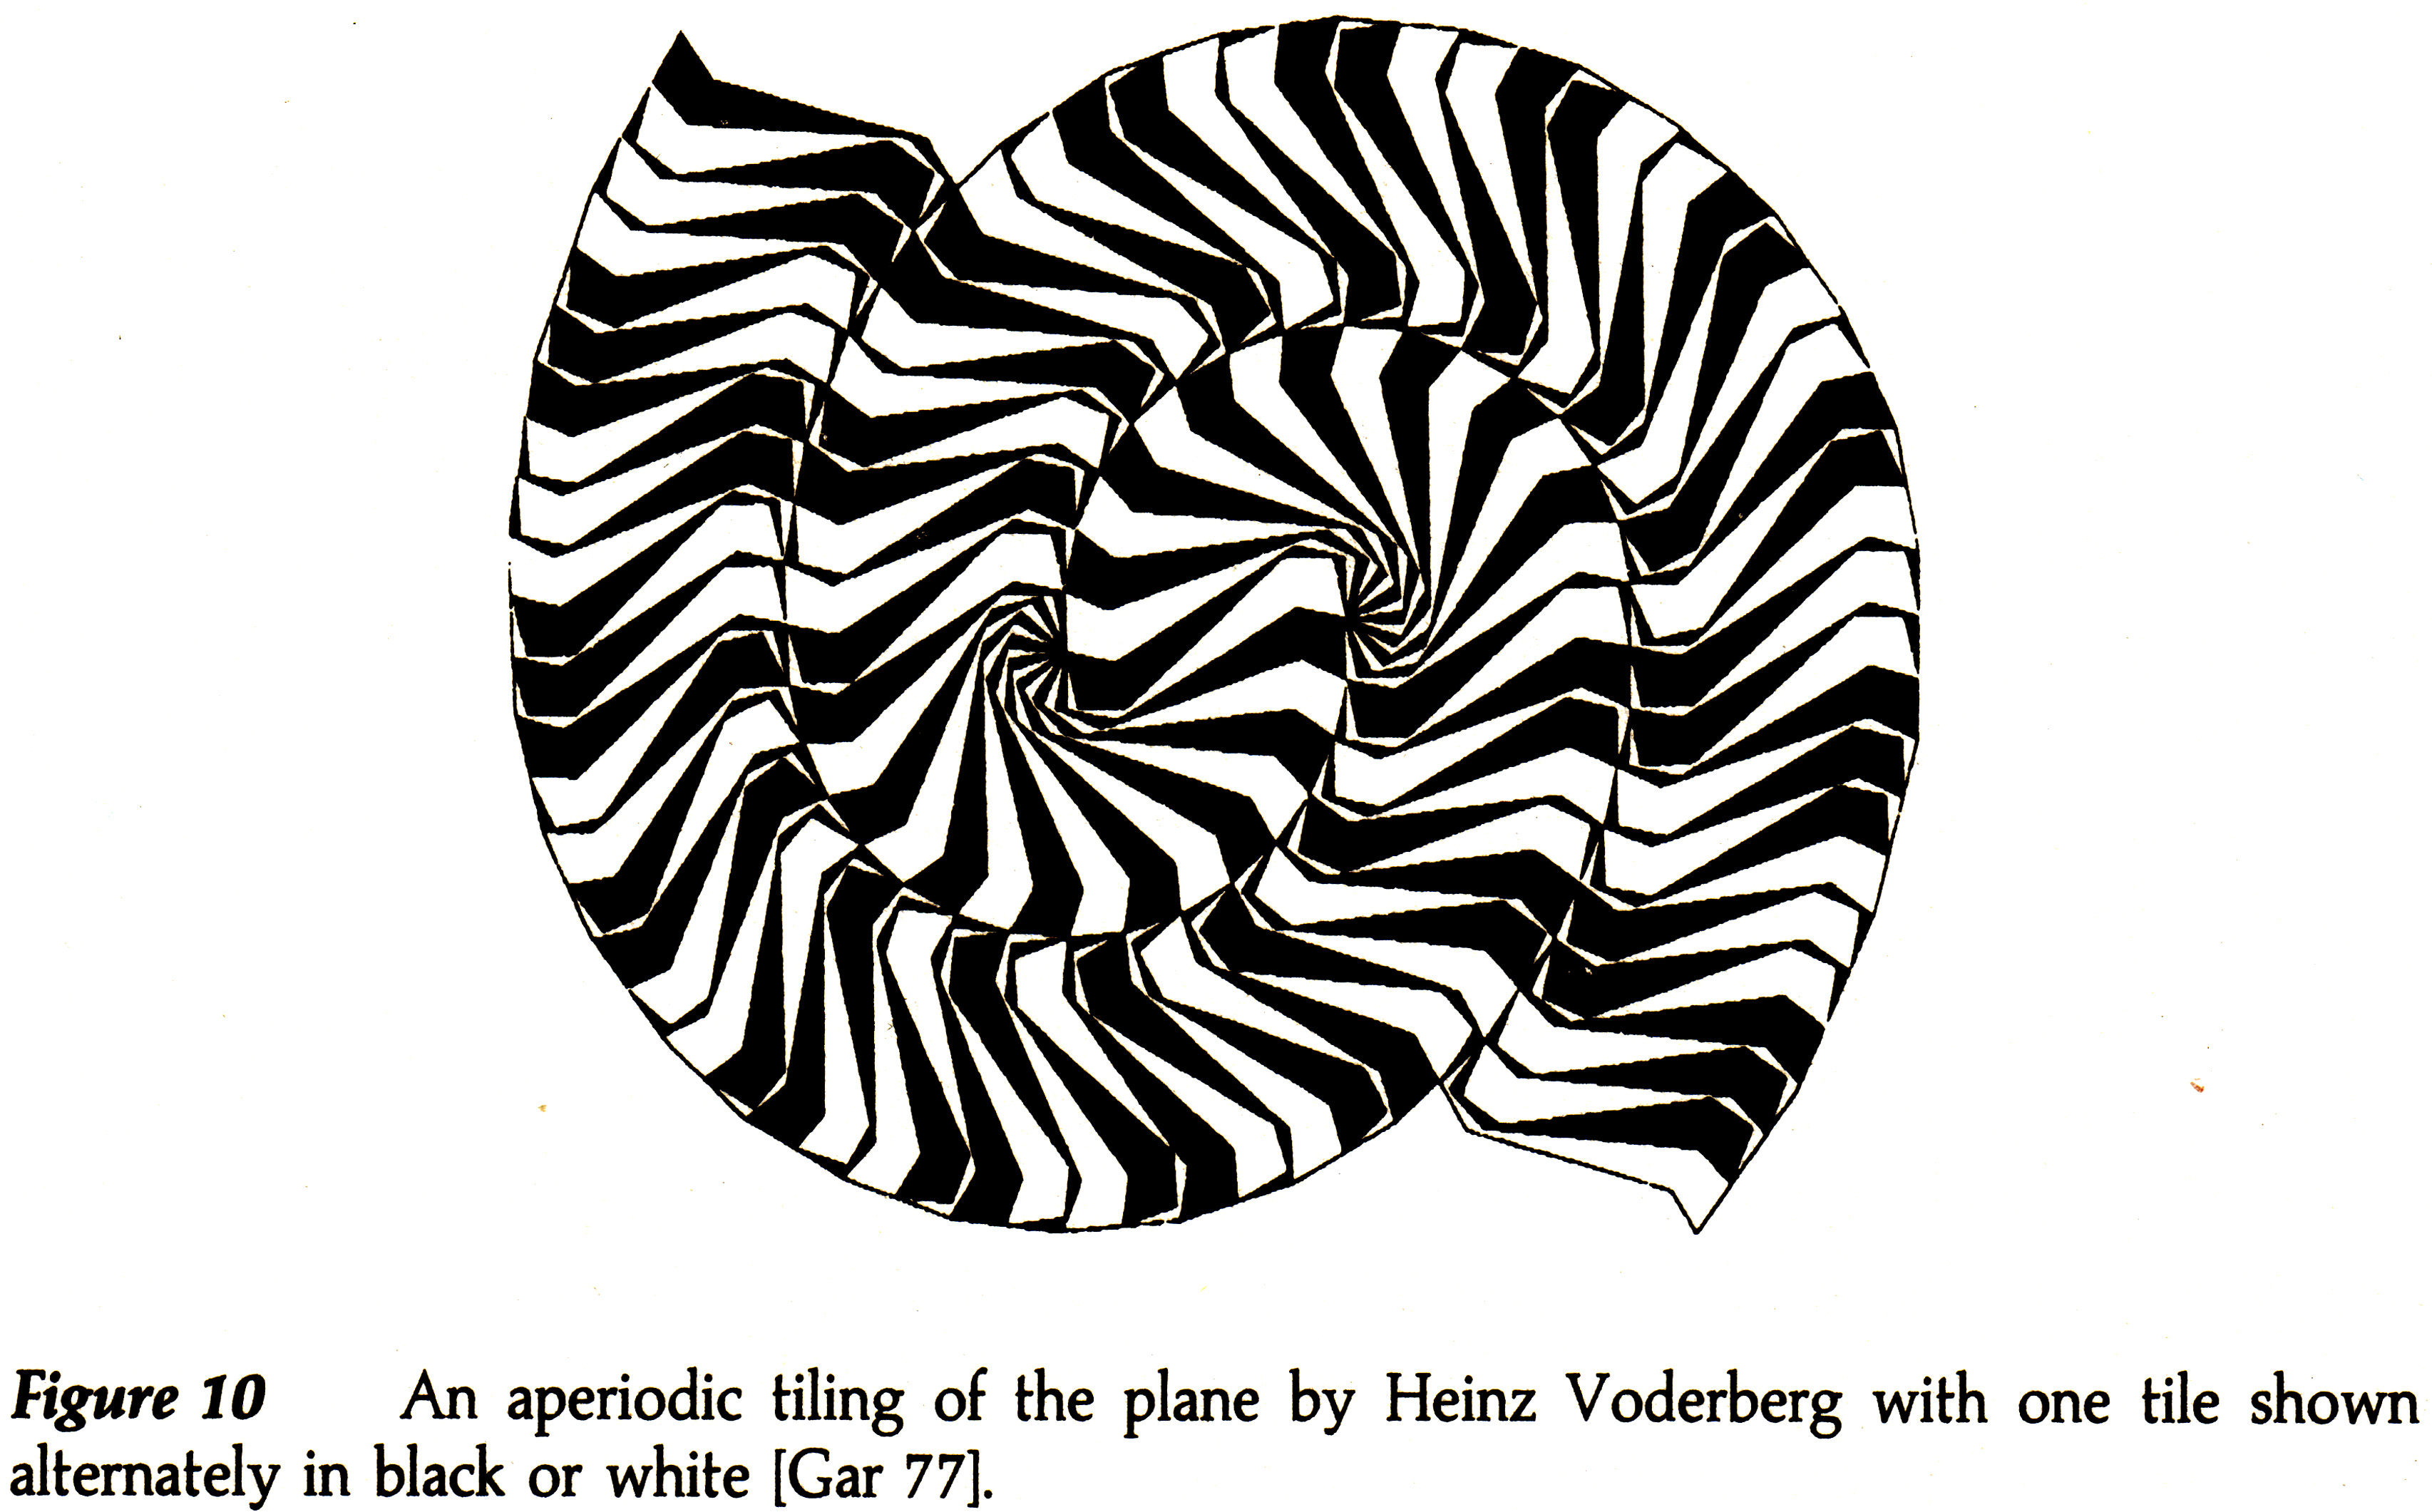 Figure 10 An aperiodic tiling of the plane by Heinz Voderberg with one tile shown
alternately in black or white [Gar 77].